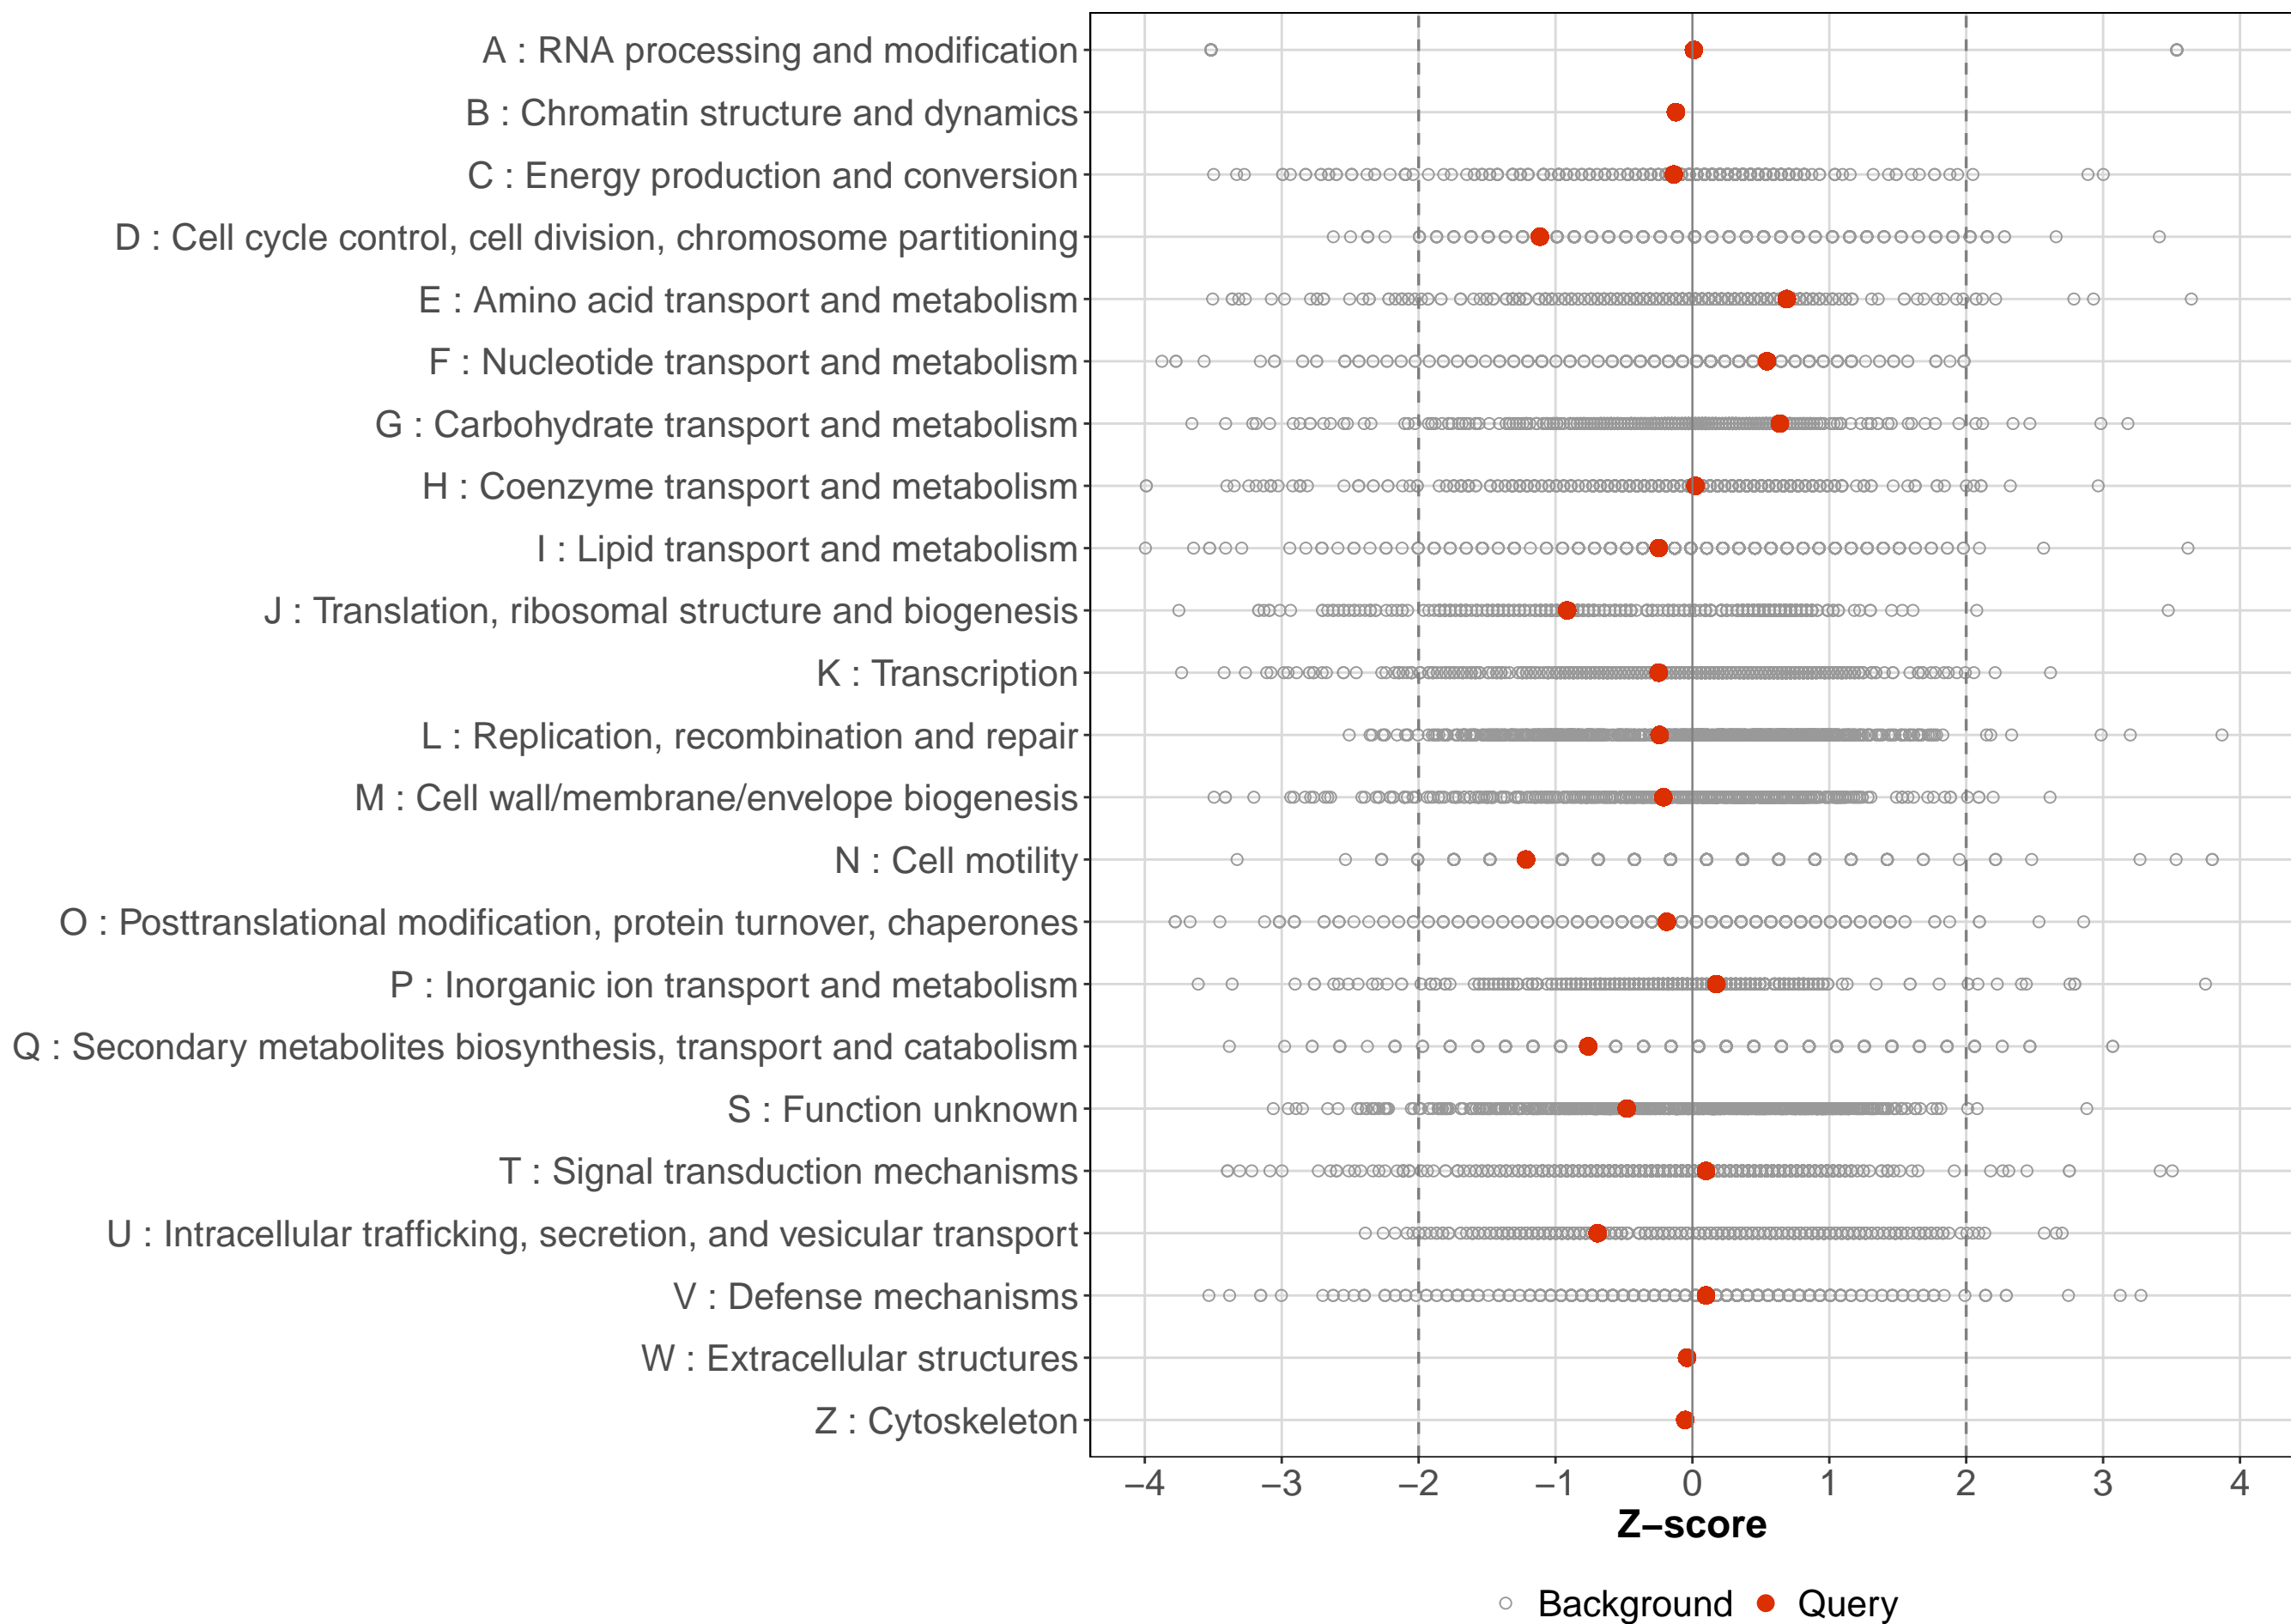 A : RNA processing and modification
B : Chromatin structure and dynamics
C : Energy production and conversion
D : Cell cycle control, cell division, chromosome partitioning
E : Amino acid transport and metabolism
F : Nucleotide transport and metabolism
G : Carbohydrate transport and metabolism
H : Coenzyme transport and metabolism
I : Lipid transport and metabolism
J : Translation, ribosomal structure and biogenesis
K : Transcription
L : Replication, recombination and repair
M : Cell wall/membrane/envelope biogenesis
N : Cell motility
O : Posttranslational modification, protein turnover, chaperones
P : Inorganic ion transport and metabolism
Q : Secondary metabolites biosynthesis, transport and catabolism
S : Function unknown
T : Signal transduction mechanisms
U : Intracellular trafficking, secretion, and vesicular transport
V : Defense mechanisms
W : Extracellular structures
Z : Cytoskeleton
−4 −3 −2 −1 0 1 2 3 4
Z−score
Background Query